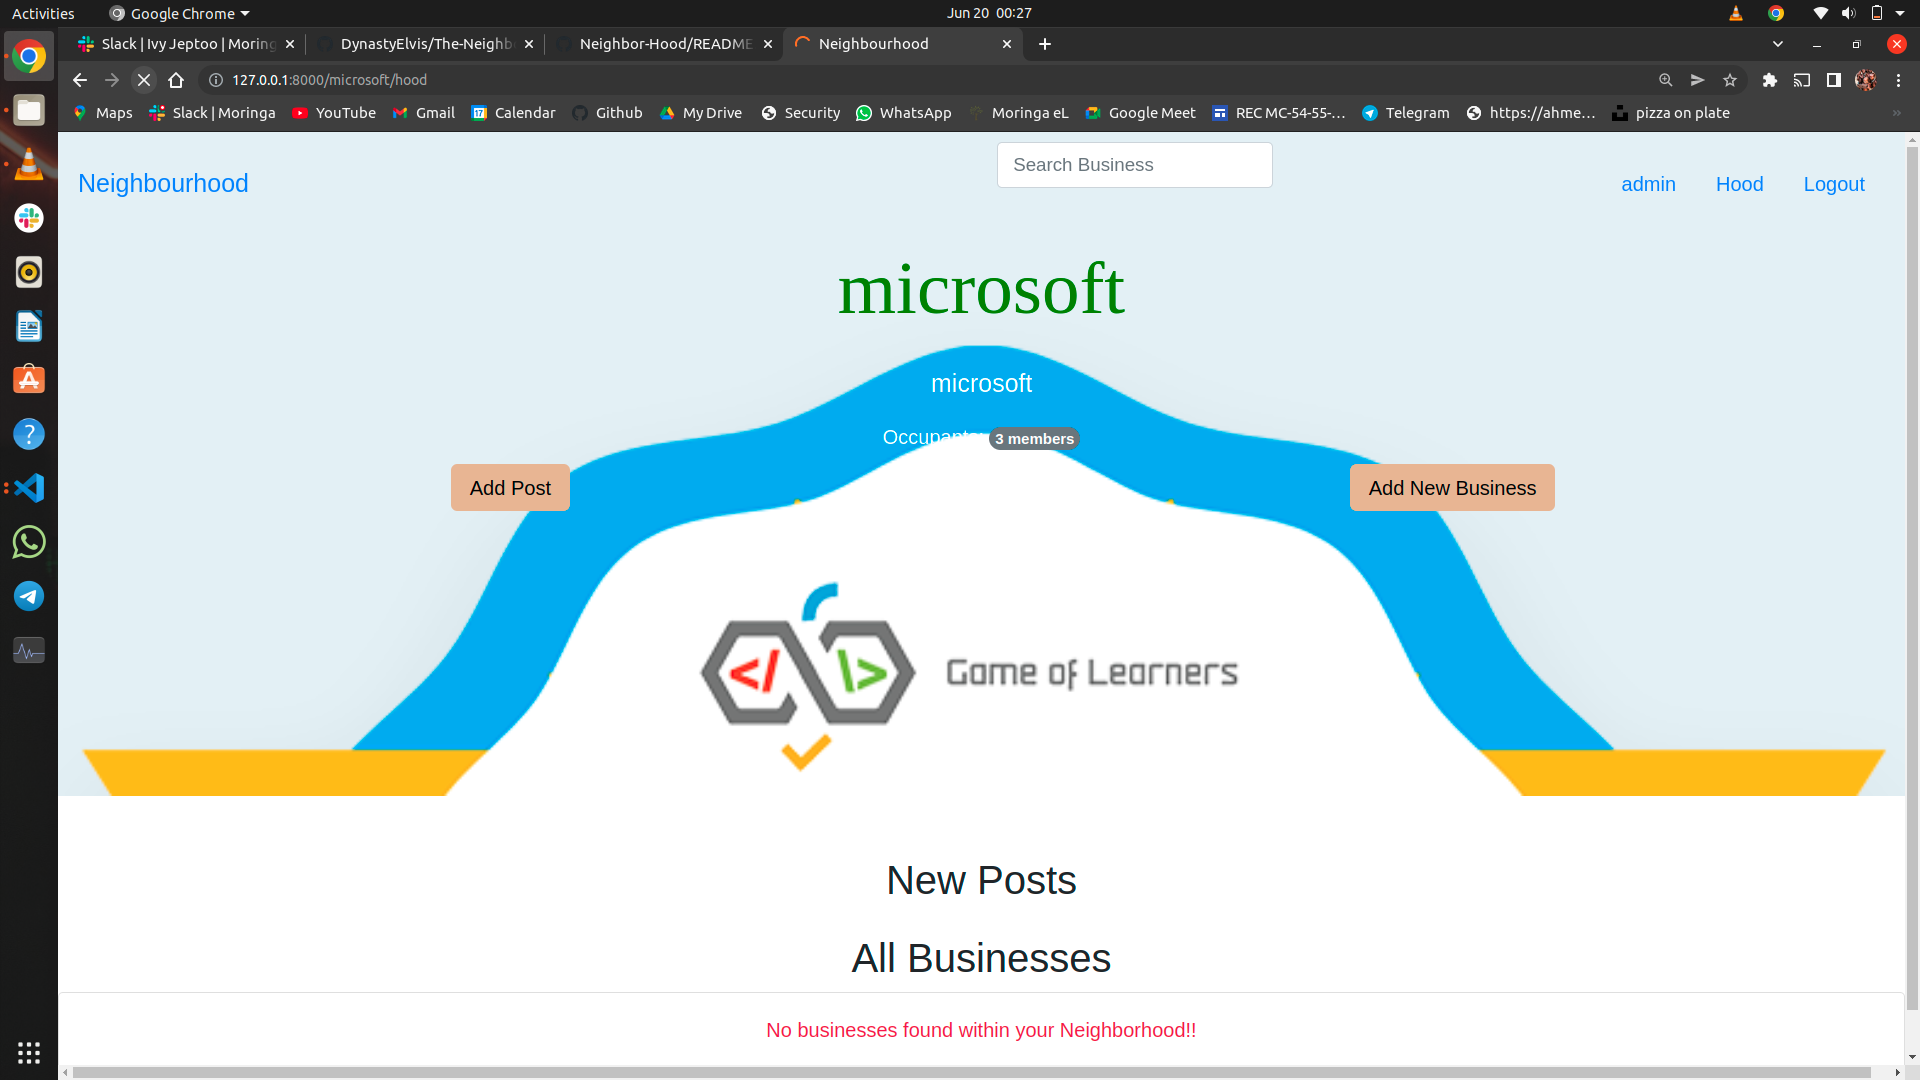 Activities
Google Chrome
Jun 20 00:27
Slack | Ivy Jeptoo | Moring
DynastyElvis/The-Neighb
Neighbor-Hood/README
Neighbourhood
127.0.0.1:8000/microsoft/hood
Maps
Slack | Moringa
YouTube
Gmail
Calendar
Github
My Drive
Security
WhatsApp
Moringa eL
Google Meet
REC MC-54-55-...
Telegram
https://ahme...
pizza on plate
Neighbourhood
Search Business
admin
Hood
Logout
microsoft
microsoft
Occupants: 3 members
Add Post
Add New Business
Game of Learners
New Posts
All Businesses
No businesses found within your Neighborhood!!